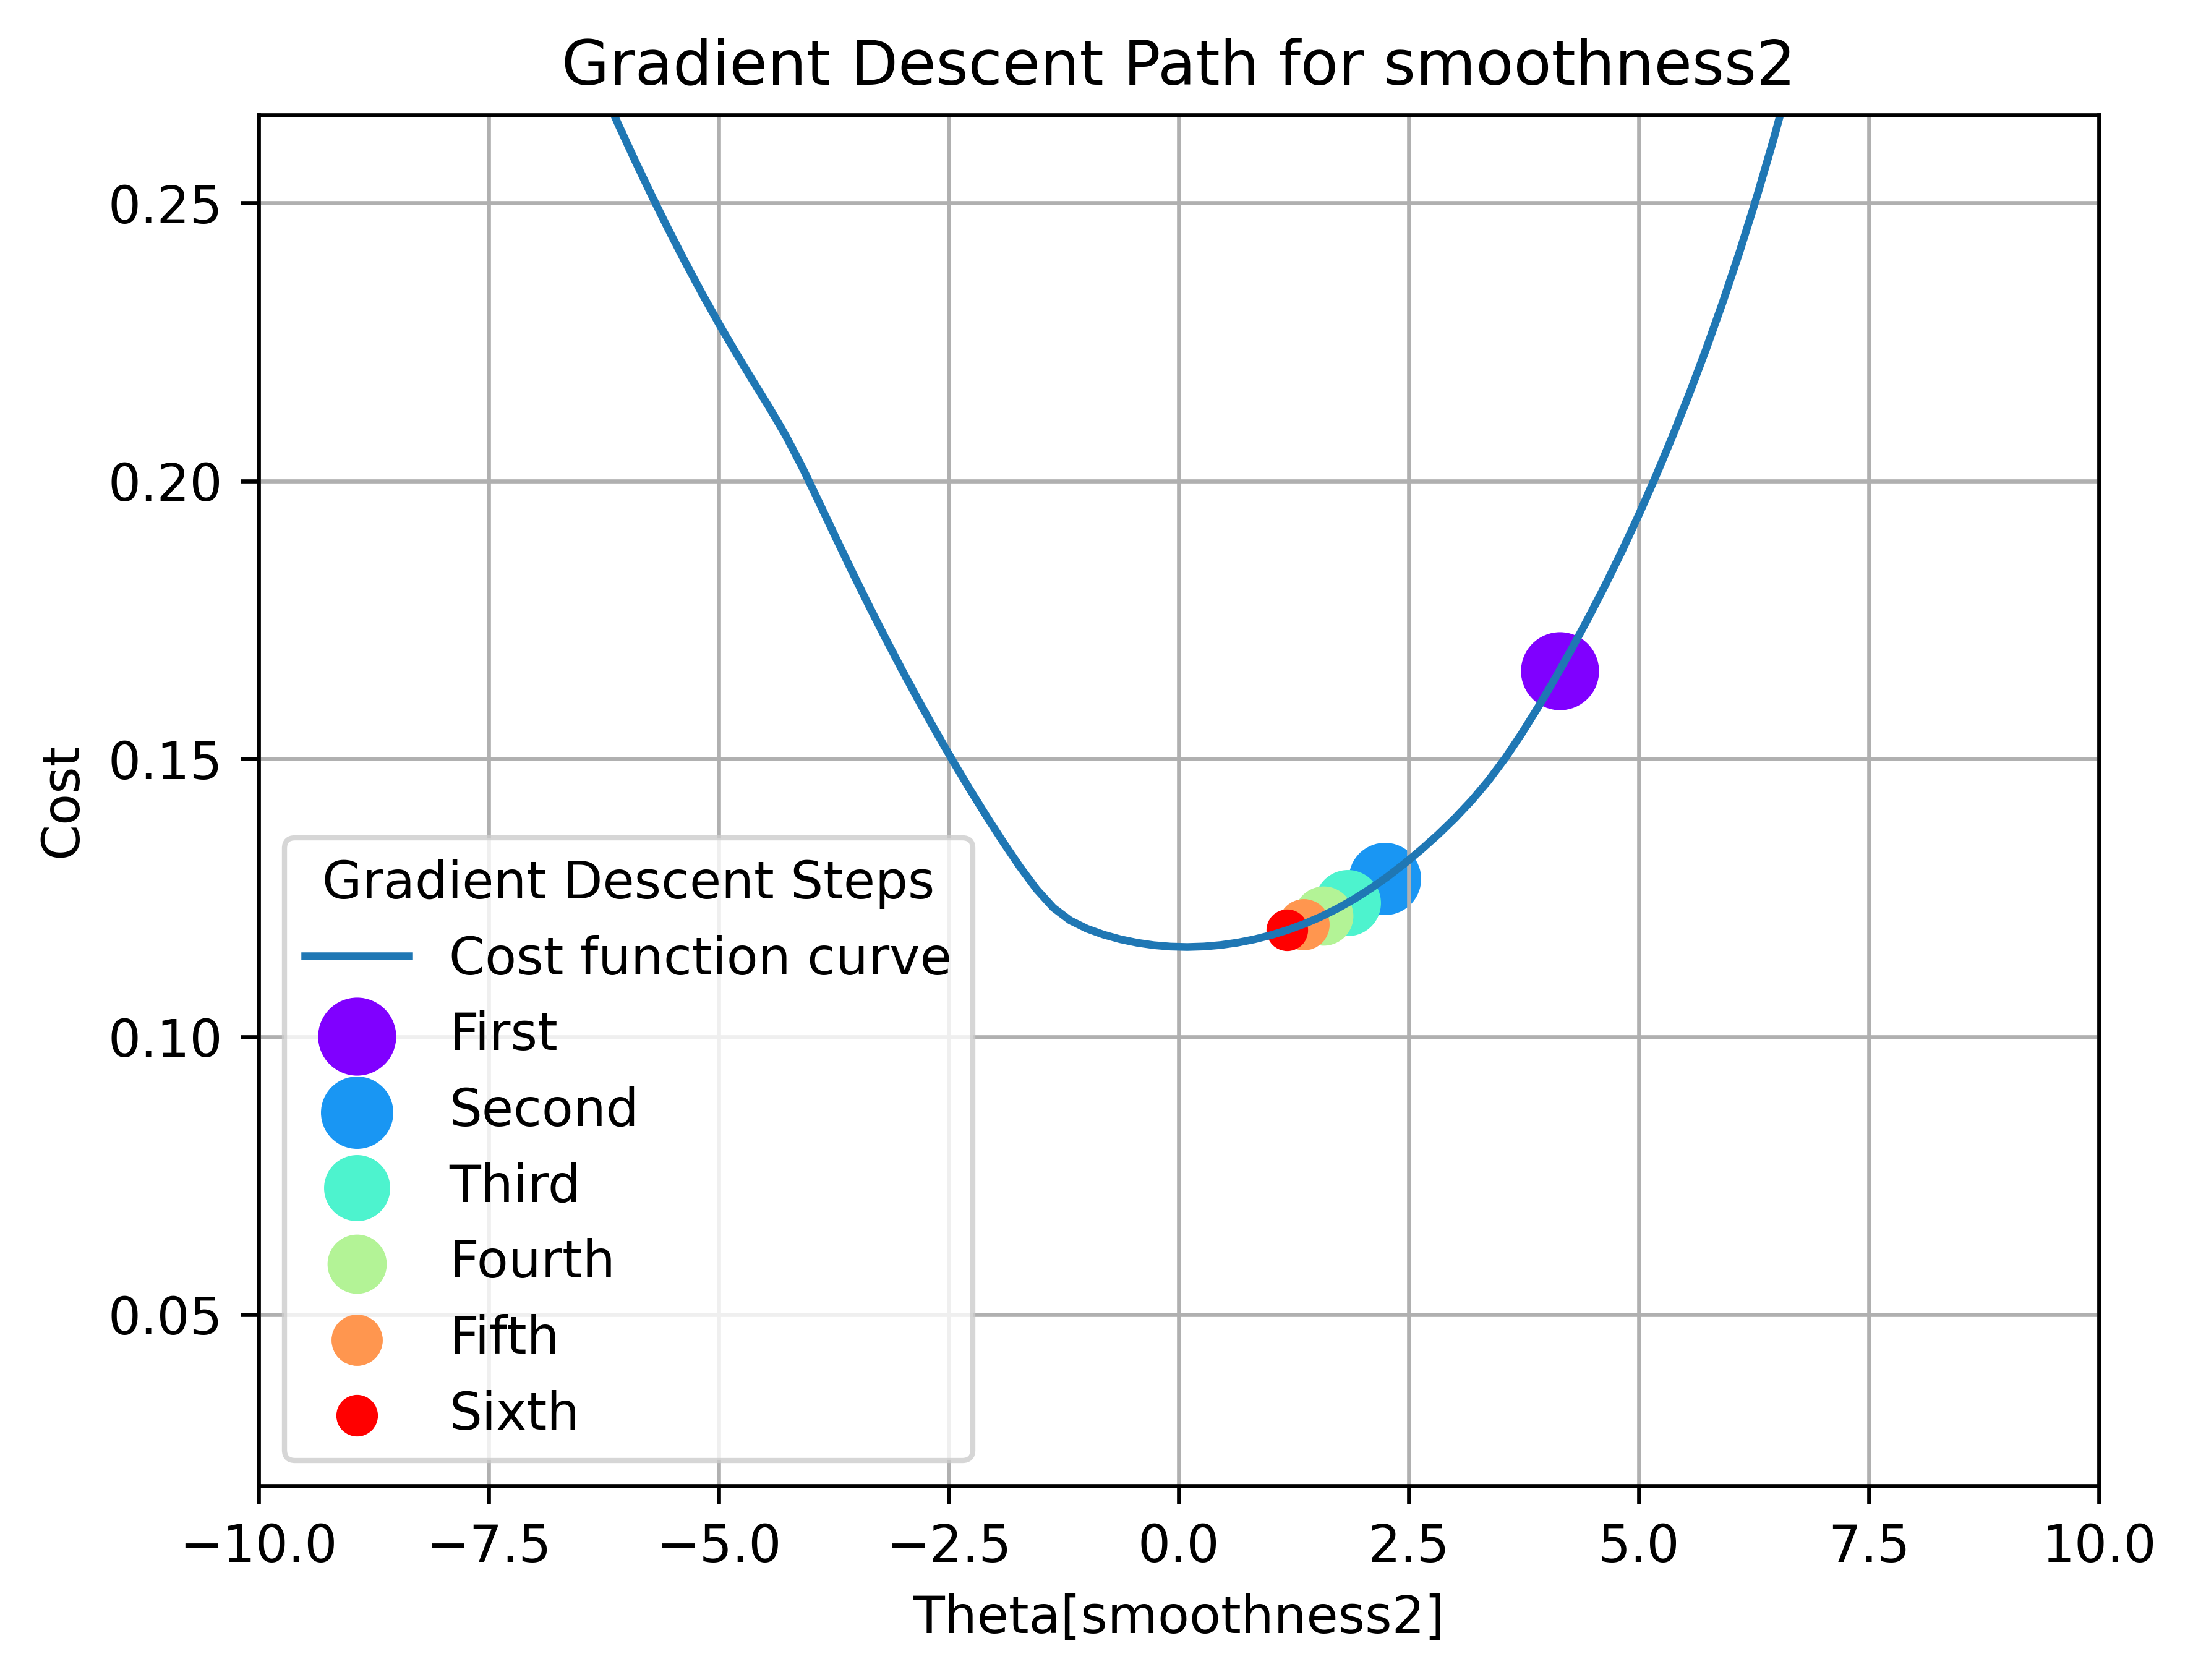 Gradient Descent Path for smoothness2
Cost
0.25
0.20
0.15
0.10
0.05
Gradient Descent Steps
Cost function curve
First
Second
Third
Fourth
Fifth
Sixth
−10.0 −7.5 −5.0 −2.5 0.0 2.5 5.0 7.5 10.0
Theta[smoothness2]